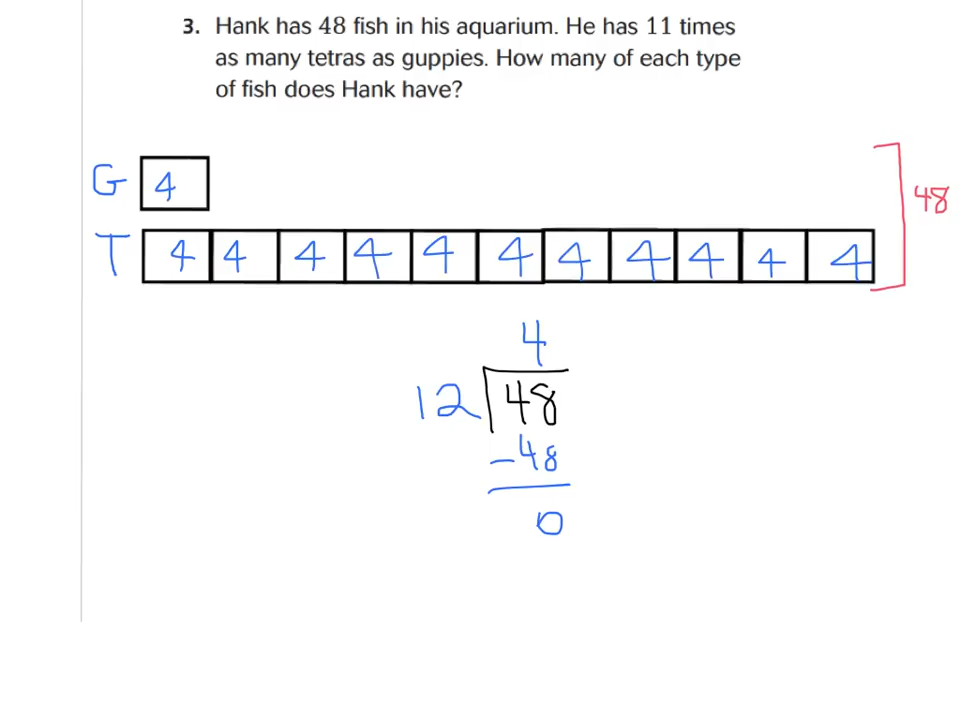 3. Hank has 48 fish in his aquarium. He has 11 times
as many tetras as guppies. How many of each type
of fish does Hank have?
G 4
48
T 4 4 4 4 4 4 4 4 4 4 4
4
12 48
-48
0